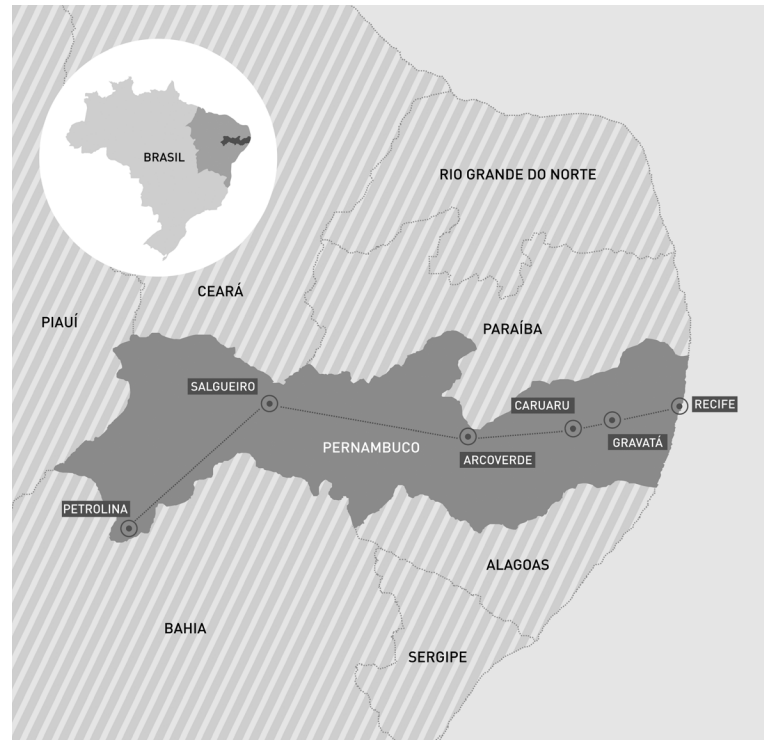 BRASIL
RIO GRANDE DO NORTE
CEARÁ
PIAUÍ
PARAÍBA
SALGUEIRO
CARUARU
RECIFE
PERNAMBUCO
GRAVATÁ
ARCOVERDE
PETROLINA
ALAGOAS
BAHIA
SERGIPE